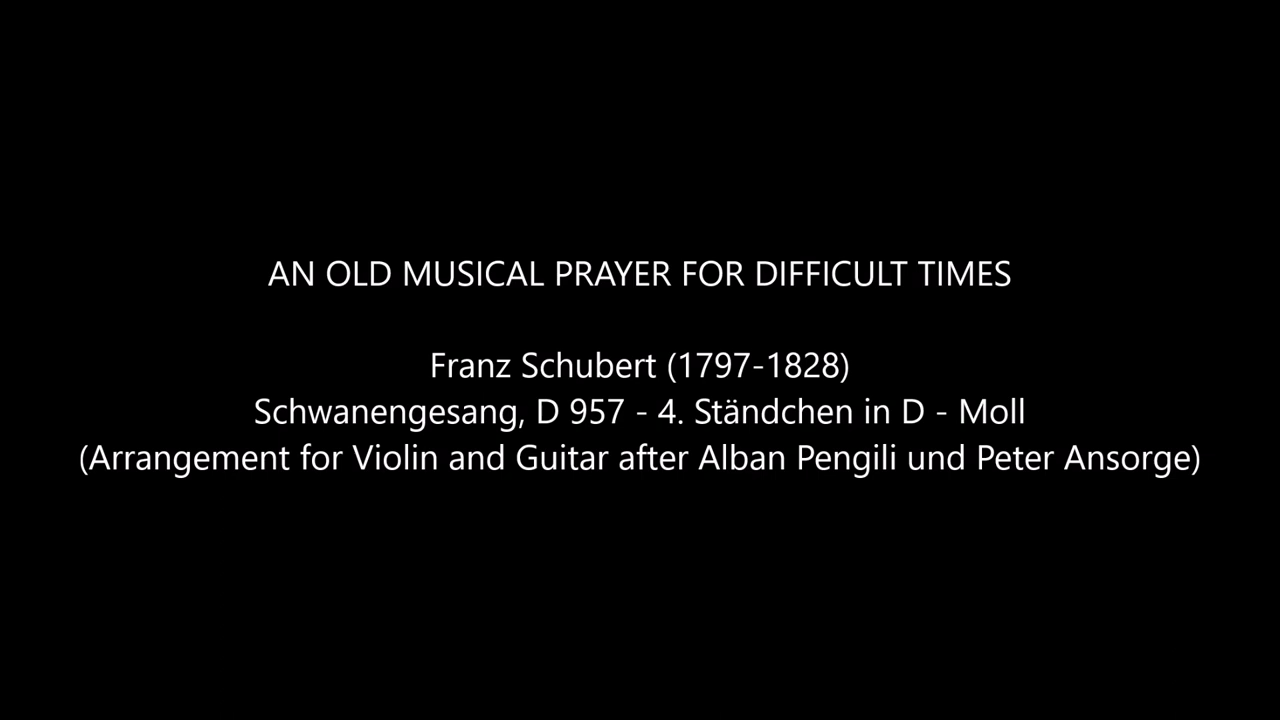 AN OLD MUSICAL PRAYER FOR DIFFICULT TIMES
Franz Schubert (1797-1828)
Schwanengesang, D 957 - 4. Ständchen in D - Moll
(Arrangement for Violin and Guitar after Alban Pengili und Peter Ansorge)